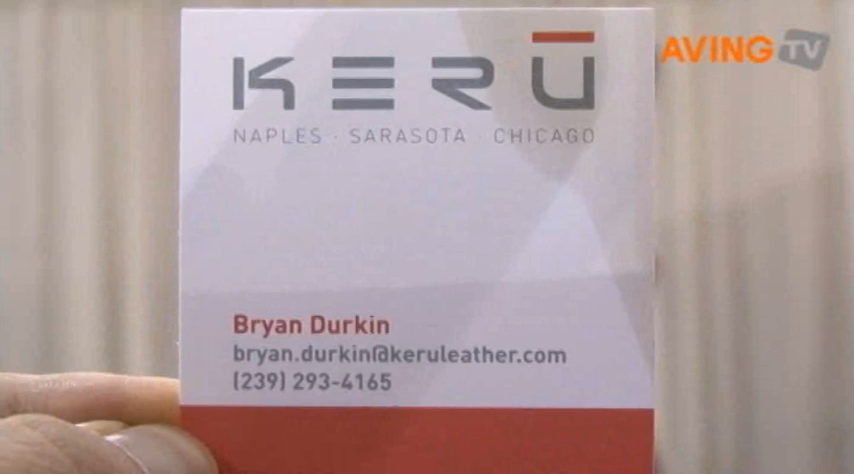 KERŪ
AVING TV
NAPLES · SARASOTA · CHICAGO
Bryan Durkin
bryan.durkin@keruleather.com
(239) 293-4165